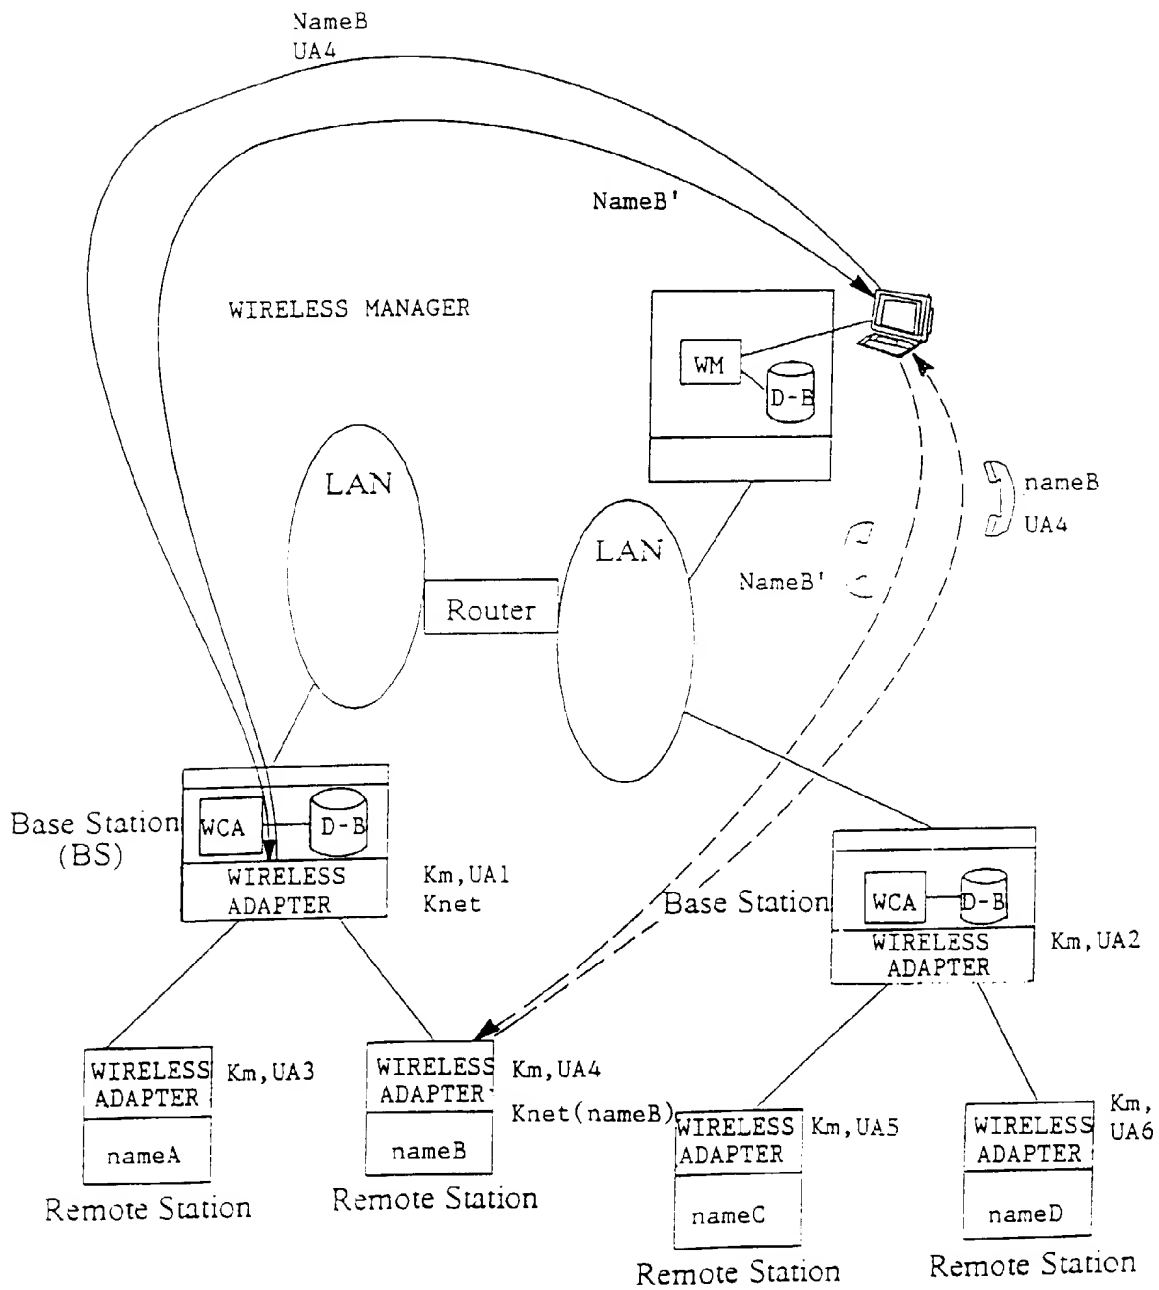 NameB
UA4
NameB'
WIRELESS MANAGER
WM
D-B
LAN
nameB
UA4
LAN
NameB'
Router
Base Station
(BS)
WCA
D-B
WIRELESS
ADAPTER
Km,UA1
Knet
Base Station
WCA
D-B
WIRELESS
ADAPTER
Km,UA2
WIRELESS
ADAPTER
Km,UA3
nameA
Remote Station
WIRELESS
ADAPTER
Km,UA4
Knet(nameB)
nameB
Remote Station
WIRELESS
ADAPTER
Km,UA5
nameC
Remote Station
WIRELESS
ADAPTER
Km,
UA6
nameD
Remote Station